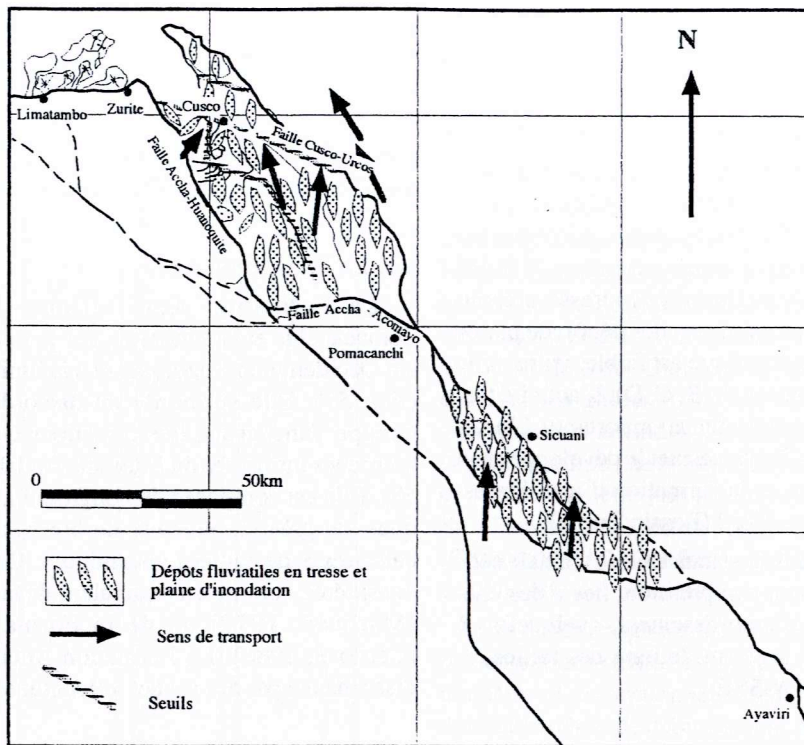 N
Limatambo
Zurite
Cusco
Faille Cusco-Urcos
Faille Accha-Huanoquite
Faille Accha Acomayo
Pomacanchi
Sicuani
0 50km
Dépôts fluviatiles en tresse et
plaine d'inondation
Sens de transport
Seuils
Ayaviri